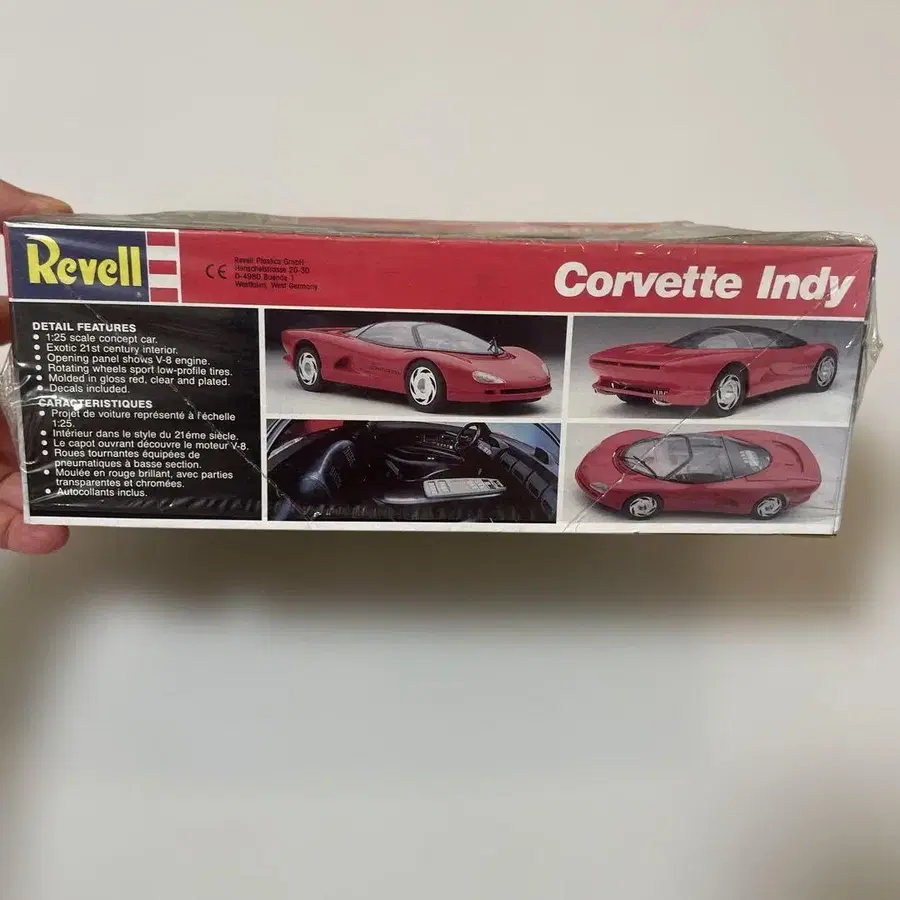 Revell
CE
Revell Plastics GmbH
Henschelstrasse 20-30
D-4980 Buende 1
Westfalen, West Germany
Corvette Indy
DETAIL FEATURES
• 1:25 scale concept car.
• Exotic 21st century interior.
• Opening panel shows V-8 engine.
• Rotating wheels sport low-profile tires.
• Molded in gloss red, clear and plated.
• Decals included.
CARACTÉRISTIQUES
• Projet de voiture représenté à l'échelle
1:25.
• Intérieur dans le style du 21éme siècle.
• Le capot ouvrant découvre le moteur V-8.
• Roues tournantes équipées de
pneumatiques à basse section.
• Moulée en rouge brillant, avec parties
transparentes et chromées.
• Autocollants inclus.